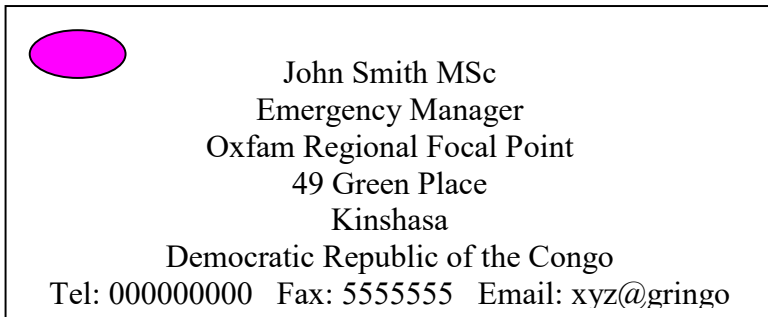 John Smith MSc
Emergency Manager
Oxfam Regional Focal Point
49 Green Place
Kinshasa
Democratic Republic of the Congo
Tel: 000000000 Fax: 5555555 Email: xyz@gringo